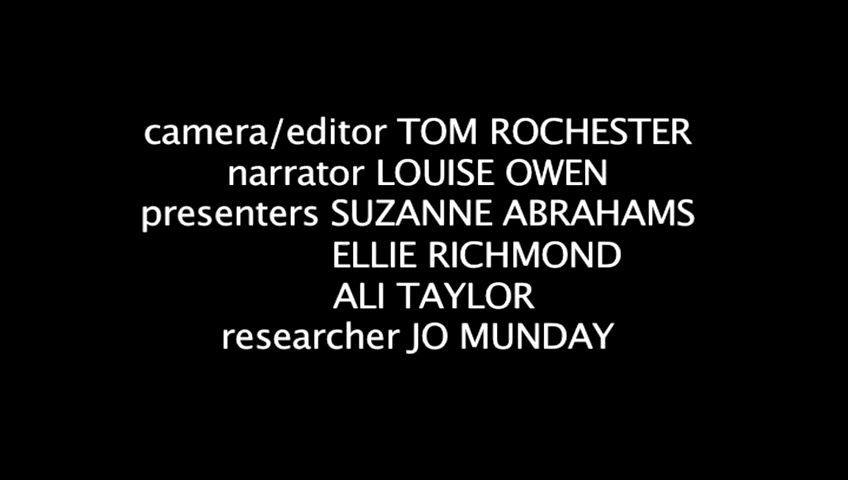 camera/editor TOM ROCHESTER
narrator LOUISE OWEN
presenters SUZANNE ABRAHAMS
ELLIE RICHMOND
ALI TAYLOR
researcher JO MUNDAY